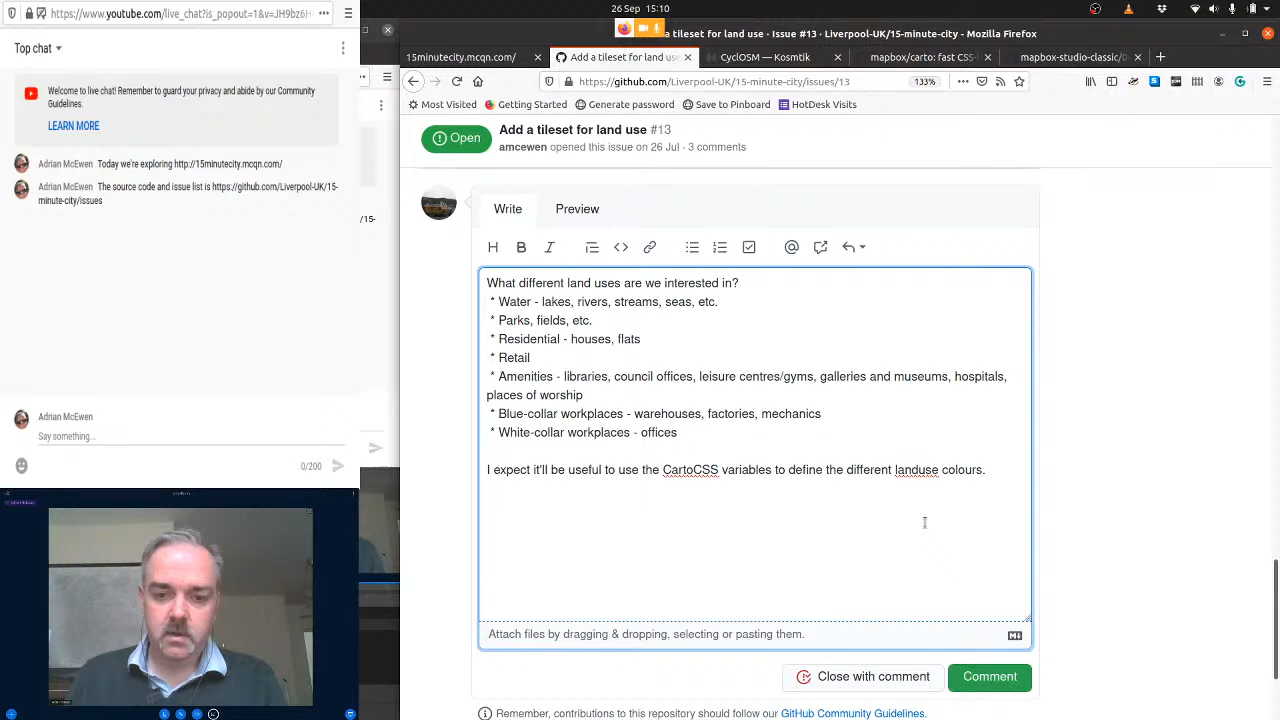 26 Sep 15:10
https://www.youtube.com/live_chat?is_popout=1&v=JH9bz6H
Top chat
Welcome to live chat! Remember to guard your privacy and abide by our Community
Guidelines.
LEARN MORE
Adrian McEwen Today we're exploring http://15minutecity.mcqn.com/
Adrian McEwen The source code and issue list is https://github.com/Liverpool-UK/15-
minute-city/issues
Adrian McEwen
Say something...
0/200
/15-
a tileset for land use · Issue #13 · Liverpool-UK/15-minute-city - Mozilla Firefox
15minutecity.mcqn.com/
Add a tileset for land use
CyclOSM — Kosmtik
mapbox/carto: fast CSS-l
mapbox-studio-classic/0
https://github.com/Liverpool-UK/15-minute-city/issues/13
133%
Most Visited
Getting Started
Generate password
Save to Pinboard
HotDesk Visits
Open
Add a tileset for land use #13
amcewen opened this issue on 26 Jul · 3 comments
Write
Preview
What different land uses are we interested in?
* Water - lakes, rivers, streams, seas, etc.
* Parks, fields, etc.
* Residential - houses, flats
* Retail
* Amenities - libraries, council offices, leisure centres/gyms, galleries and museums, hospitals,
places of worship
* Blue-collar workplaces - warehouses, factories, mechanics
* White-collar workplaces - offices
I expect it'll be useful to use the CartoCSS variables to define the different landuse colours.
Attach files by dragging & dropping, selecting or pasting them.
Close with comment
Comment
Remember, contributions to this repository should follow our GitHub Community Guidelines.